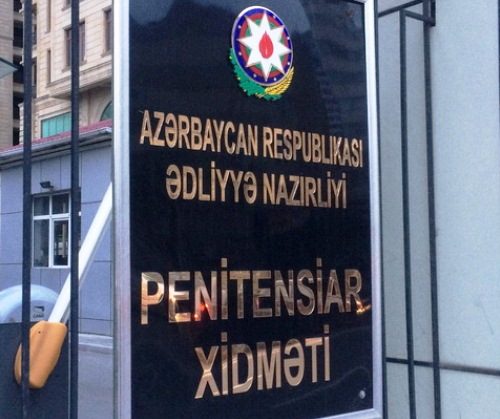 AZƏRBAYCAN RESPUBLİKASI
ƏDLİYYƏ NAZİRLİYİ
PENİTENSİAR
XİDMƏTİ